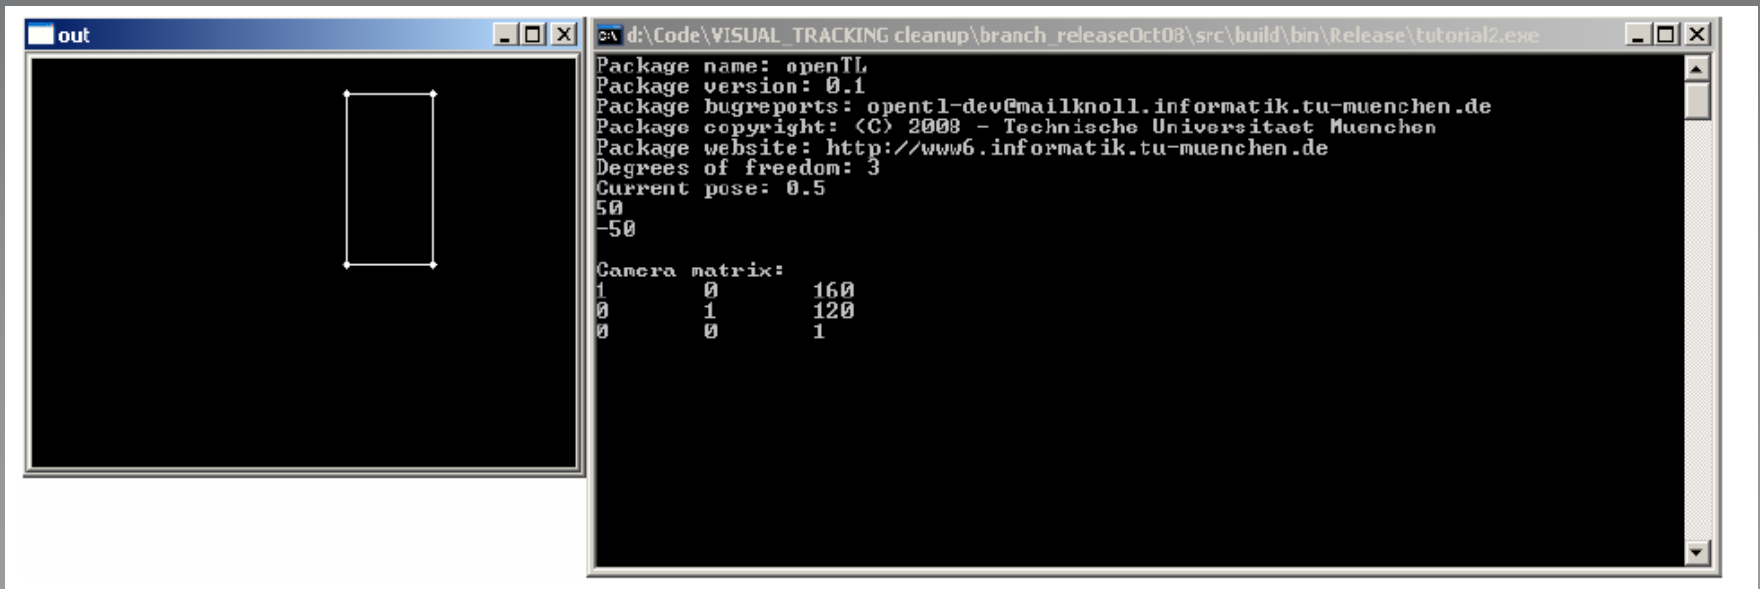 out
d:\Code\VISUAL_TRACKING cleanup\branch_releaseOct08\src\build\bin\Release\tutorial2.exe
Package name: openTL
Package version: 0.1
Package bugreports: opentl-dev@mailknoll.informatik.tu-muenchen.de
Package copyright: (C) 2008 - Technische Universitaet Muenchen
Package website: http://www6.informatik.tu-muenchen.de
Degrees of freedom: 3
Current pose: 0.5
50
-50
Camera matrix:
1 0 160
0 1 120
0 0 1